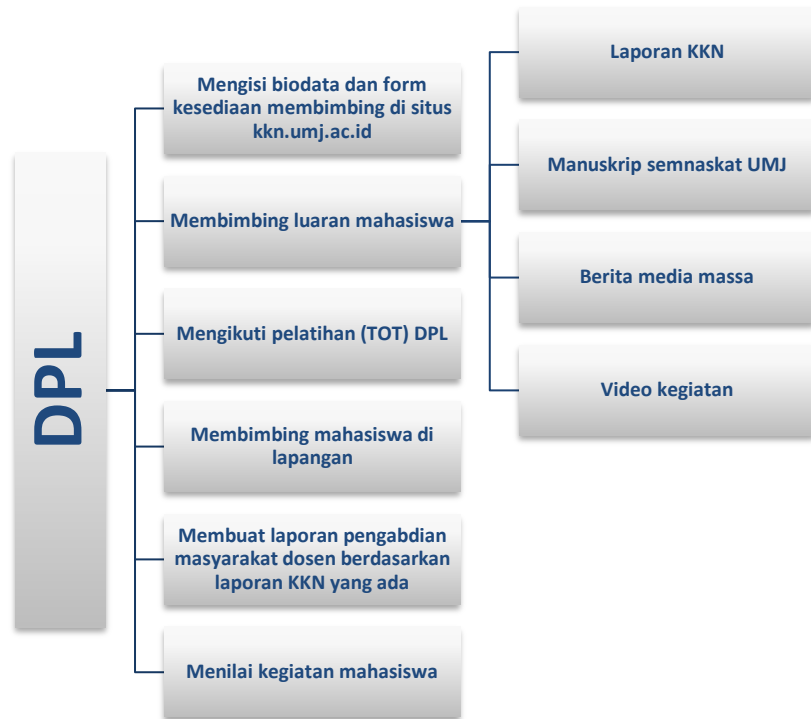 DPL
Mengisi biodata dan form
kesediaan membimbing di situs
kkn.umj.ac.id
Membimbing luaran mahasiswa
Laporan KKN
Manuskrip semnaskat UMJ
Berita media massa
Video kegiatan
Mengikuti pelatihan (TOT) DPL
Membimbing mahasiswa di
lapangan
Membuat laporan pengabdian
masyarakat dosen berdasarkan
laporan KKN yang ada
Menilai kegiatan mahasiswa